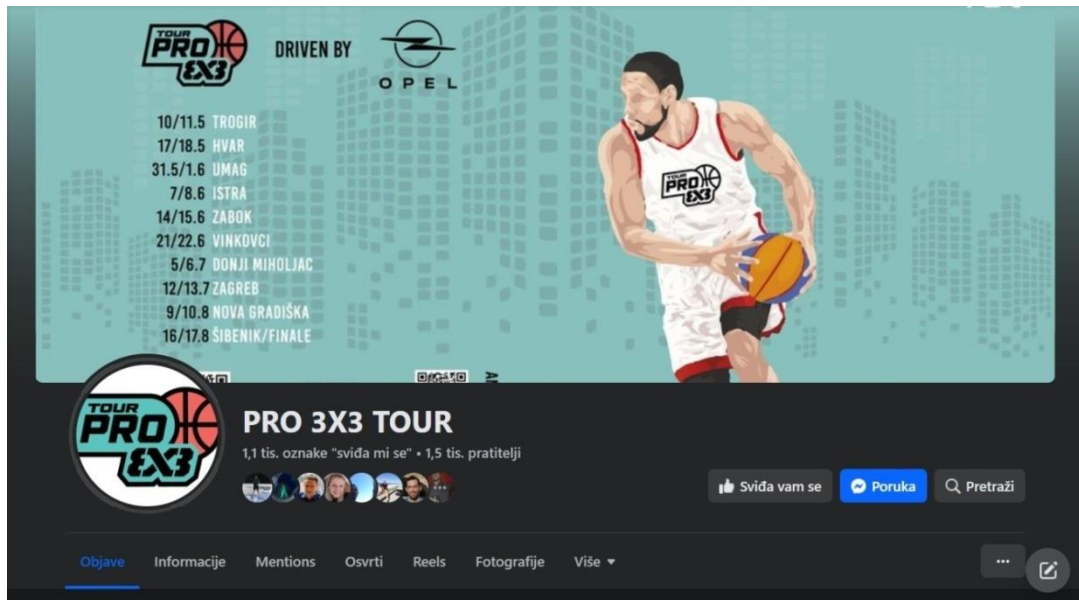 TOUR
PRO
3X3
DRIVEN BY
OPEL
10/11.5 TROGIR
17/18.5 HVAR
31.5/1.6 UMAG
7/8.6 ISTRA
14/15.6 ZABOK
21/22.6 VINKOVCI
5/6.7 DONJI MIHOLJAC
12/13.7 ZAGREB
9/10.8 NOVA GRADIŠKA
16/17.8 ŠIBENIK/FINALE
TOUR
PRO
3X3
TOUR
PRO
3X3
PRO 3X3 TOUR
1,1 tis. oznake "sviđa mi se" • 1,5 tis. pratitelji
Sviđa vam se
Poruka
Pretraži
Objave Informacije Mentions Osvrti Reels Fotografije Više